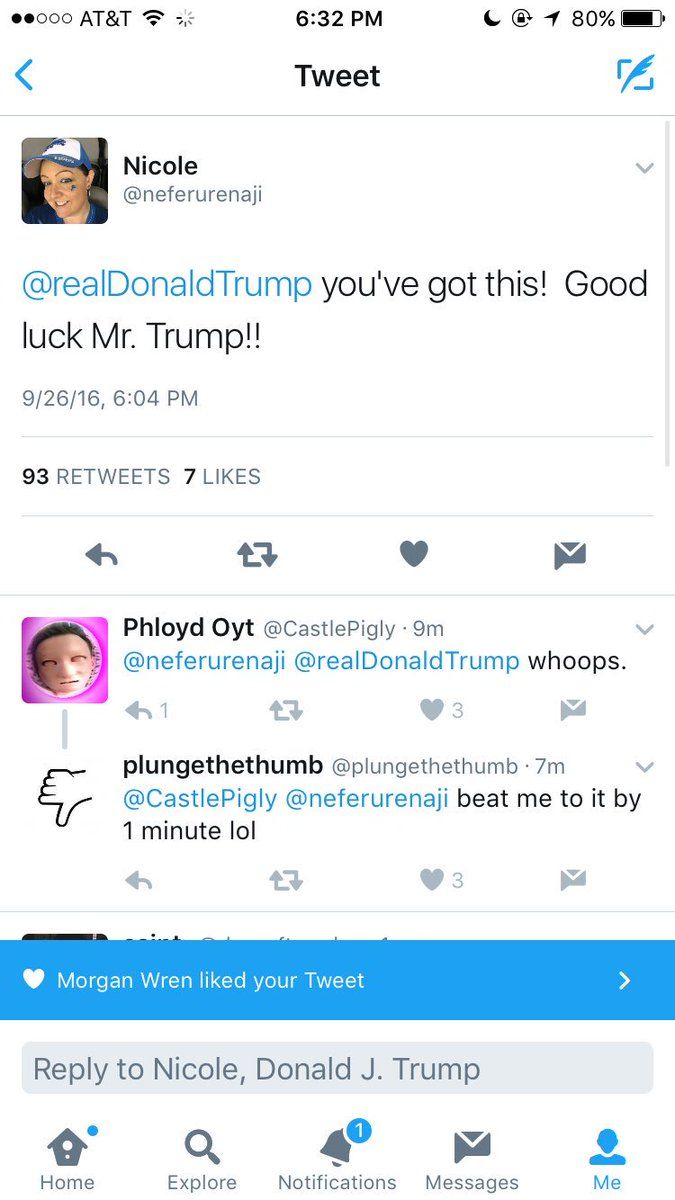 AT&T 6:32 PM 80%
Tweet
Nicole
@neferurenaji
@realDonaldTrump you've got this!  Good
luck Mr. Trump!!
9/26/16, 6:04 PM
93 RETWEETS 7 LIKES
Phloyd Oyt @CastlePigly · 9m
@neferurenaji @realDonaldTrump whoops.
1 3
plungethethumb @plungethethumb · 7m
@CastlePigly @neferurenaji beat me to it by
1 minute lol
3
Morgan Wren liked your Tweet
Reply to Nicole, Donald J. Trump
1
Home Explore Notifications Messages Me